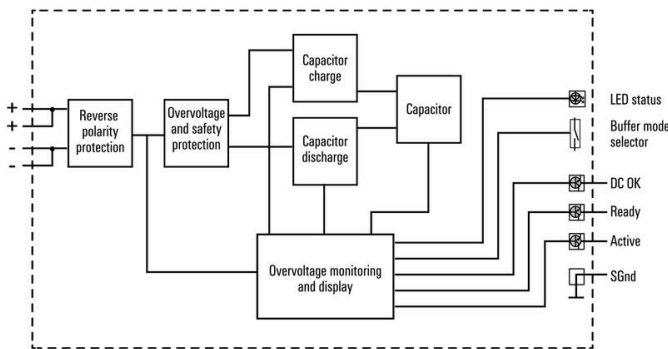 +
+
-
-
Reverse
polarity
protection
Overvoltage
and safety
protection
Capacitor
charge
Capacitor
discharge
Capacitor
Overvoltage monitoring
and display
LED status
Buffer mode
selector
DC OK
Ready
Active
SGnd